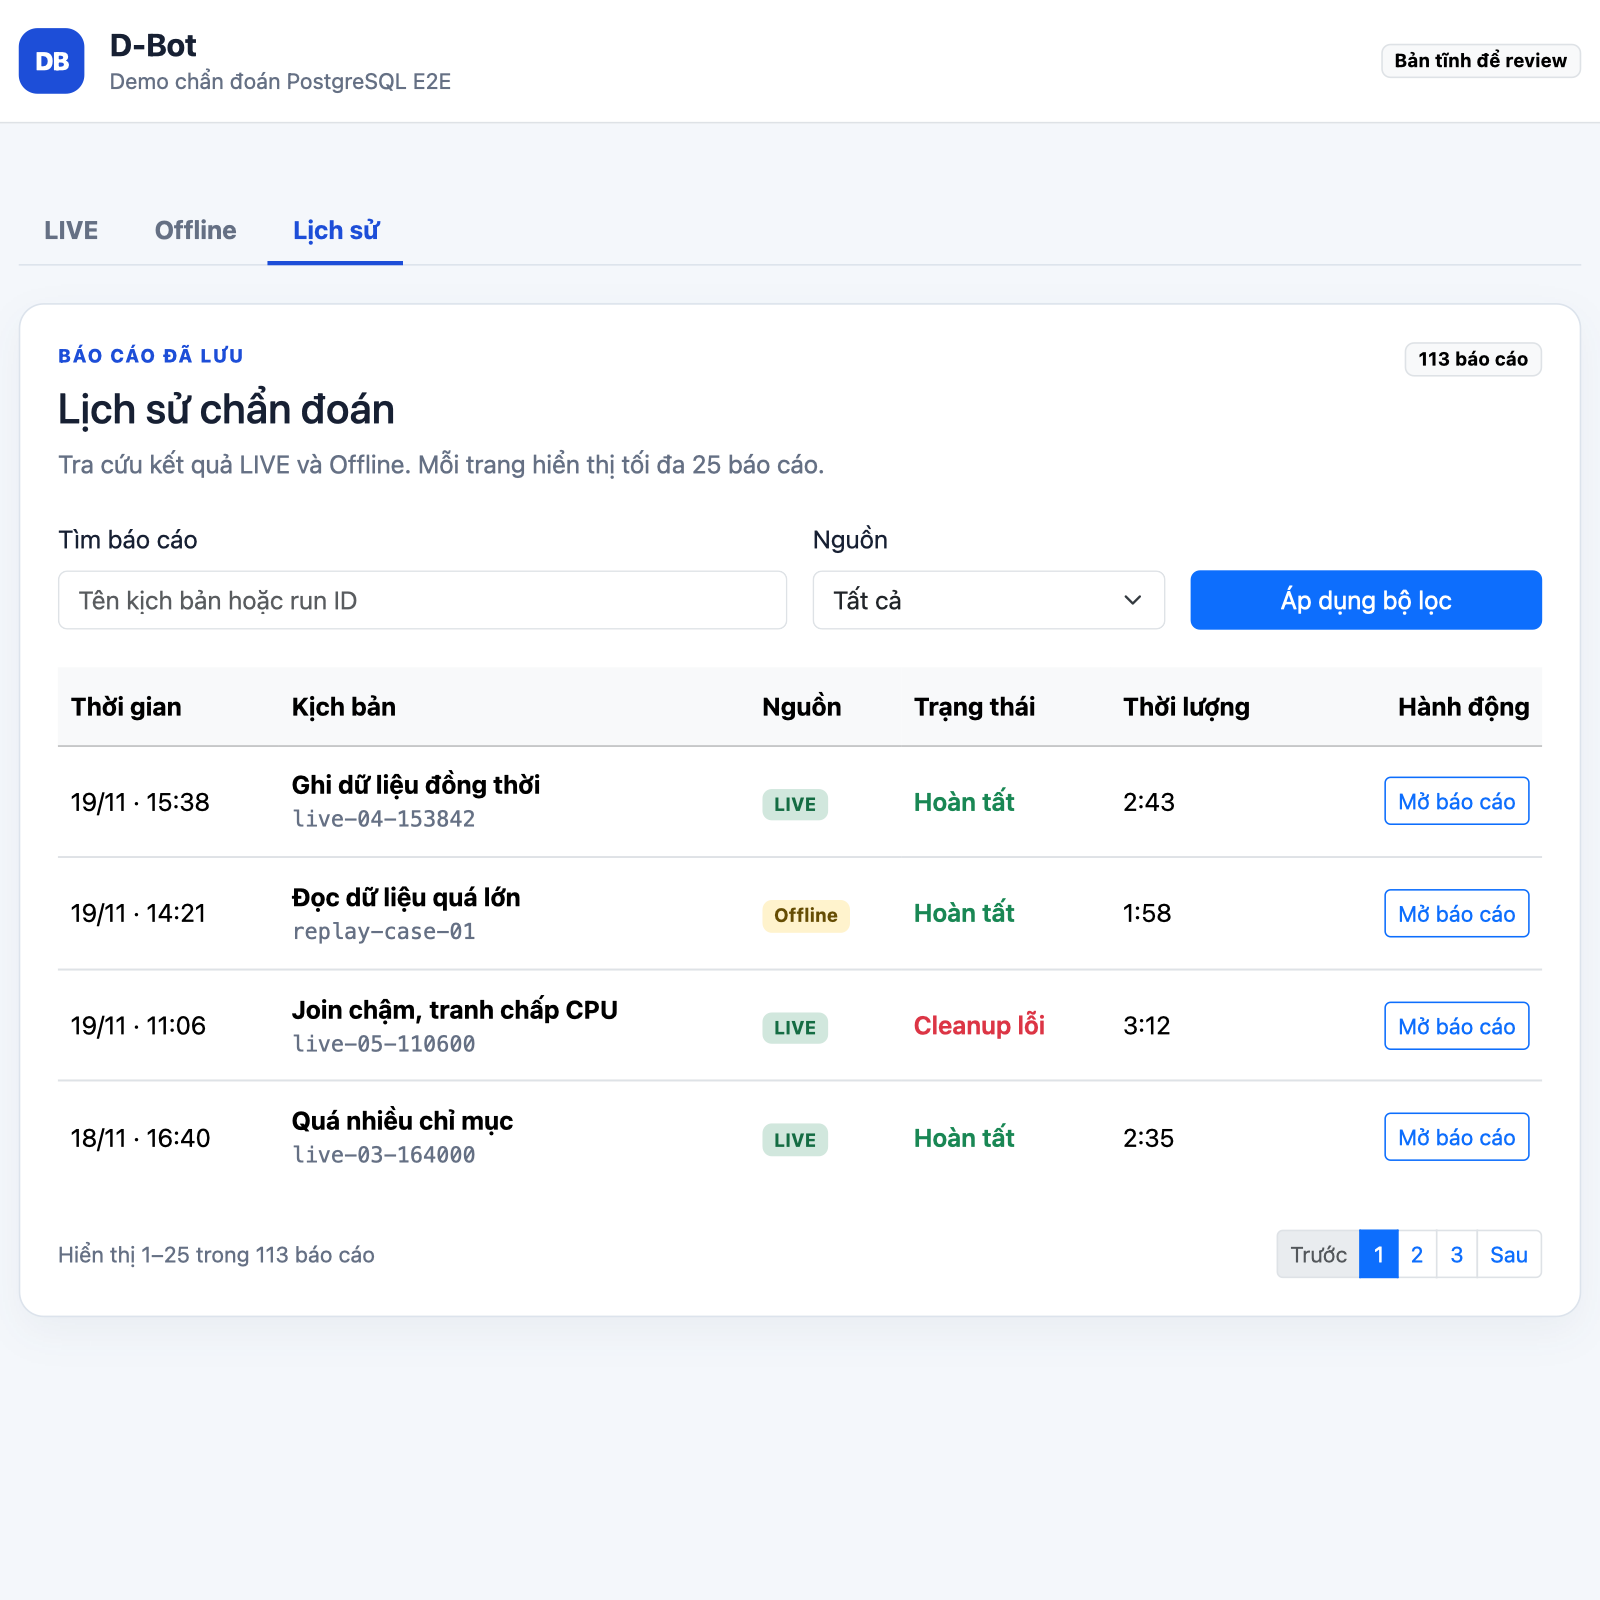 DB
D-Bot
Demo chẩn đoán PostgreSQL E2E
Bản tĩnh để review
LIVE Offline Lịch sử
BÁO CÁO ĐÃ LƯU
113 báo cáo
Lịch sử chẩn đoán
Tra cứu kết quả LIVE và Offline. Mỗi trang hiển thị tối đa 25 báo cáo.
Tìm báo cáo Nguồn
Tên kịch bản hoặc run ID Tất cả Áp dụng bộ lọc
Thời gian Kịch bản Nguồn Trạng thái Thời lượng Hành động
19/11 · 15:38 Ghi dữ liệu đồng thời LIVE Hoàn tất 2:43 Mở báo cáo
live-04-153842
19/11 · 14:21 Đọc dữ liệu quá lớn Offline Hoàn tất 1:58 Mở báo cáo
replay-case-01
19/11 · 11:06 Join chậm, tranh chấp CPU LIVE Cleanup lỗi 3:12 Mở báo cáo
live-05-110600
18/11 · 16:40 Quá nhiều chỉ mục LIVE Hoàn tất 2:35 Mở báo cáo
live-03-164000
Hiển thị 1–25 trong 113 báo cáo Trước 1 2 3 Sau